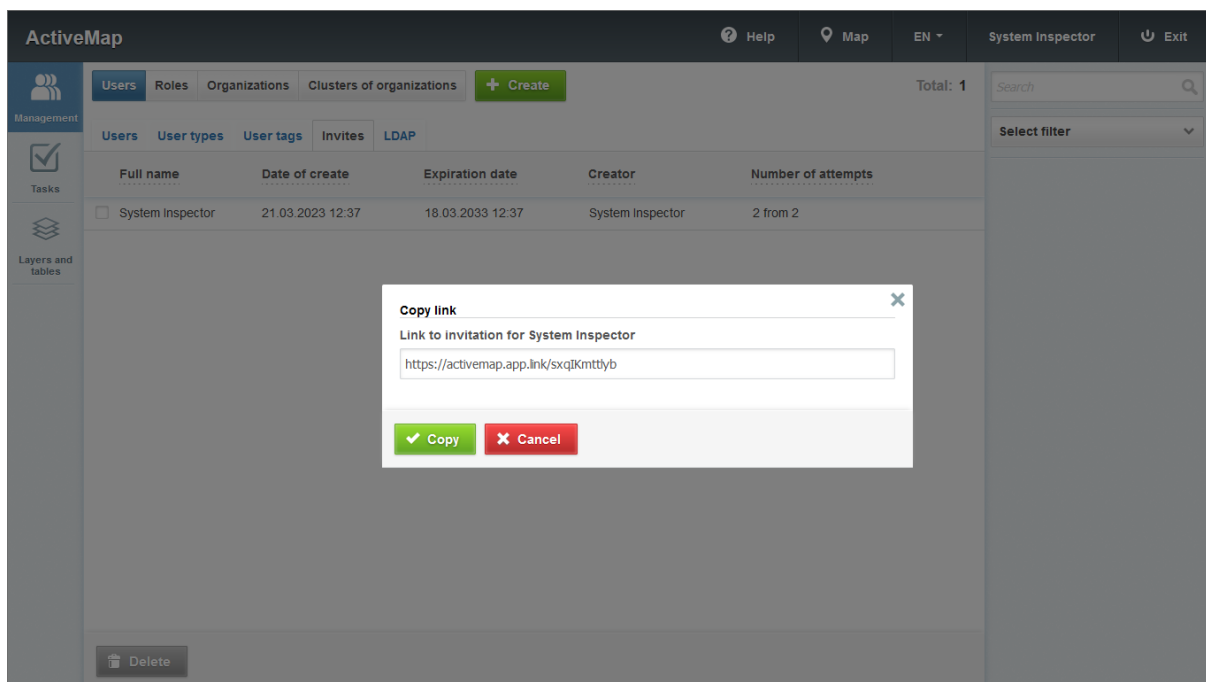 ActiveMap
Help
Map
EN
System Inspector
Exit
Management
Tasks
Layers and
tables
Users Roles Organizations Clusters of organizations
Create
Total: 1
Search
Select filter
Users User types User tags Invites LDAP
Full name Date of create Expiration date Creator Number of attempts
System Inspector 21.03.2023 12:37 18.03.2033 12:37 System Inspector 2 from 2
Copy link
Link to invitation for System Inspector
https://activemap.app.link/sxqIKmttlyb
Copy
Cancel
Delete